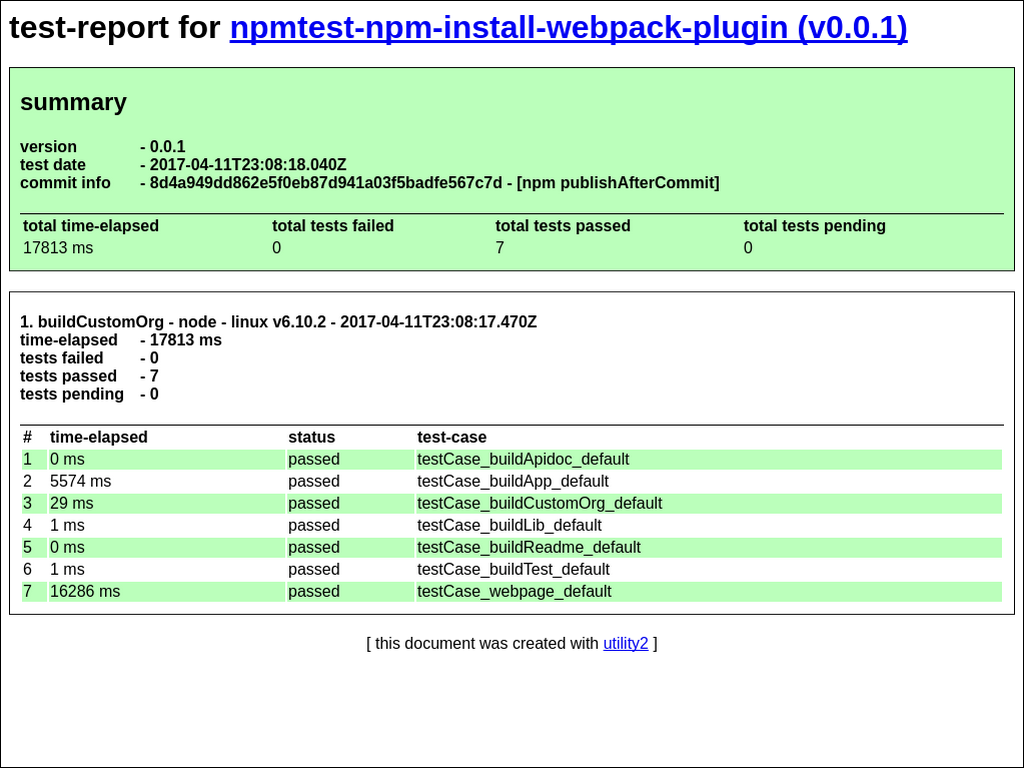 test-report for npmtest-npm-install-webpack-plugin (v0.0.1)
summary
version - 0.0.1
test date - 2017-04-11T23:08:18.040Z
commit info - 8d4a949dd862e5f0eb87d941a03f5badfe567c7d - [npm publishAfterCommit]
total time-elapsed total tests failed total tests passed total tests pending
17813 ms 0 7 0
1. buildCustomOrg - node - linux v6.10.2 - 2017-04-11T23:08:17.470Z
time-elapsed - 17813 ms
tests failed - 0
tests passed - 7
tests pending - 0
# time-elapsed status test-case
1 0 ms passed testCase_buildApidoc_default
2 5574 ms passed testCase_buildApp_default
3 29 ms passed testCase_buildCustomOrg_default
4 1 ms passed testCase_buildLib_default
5 0 ms passed testCase_buildReadme_default
6 1 ms passed testCase_buildTest_default
7 16286 ms passed testCase_webpage_default
[ this document was created with utility2 ]